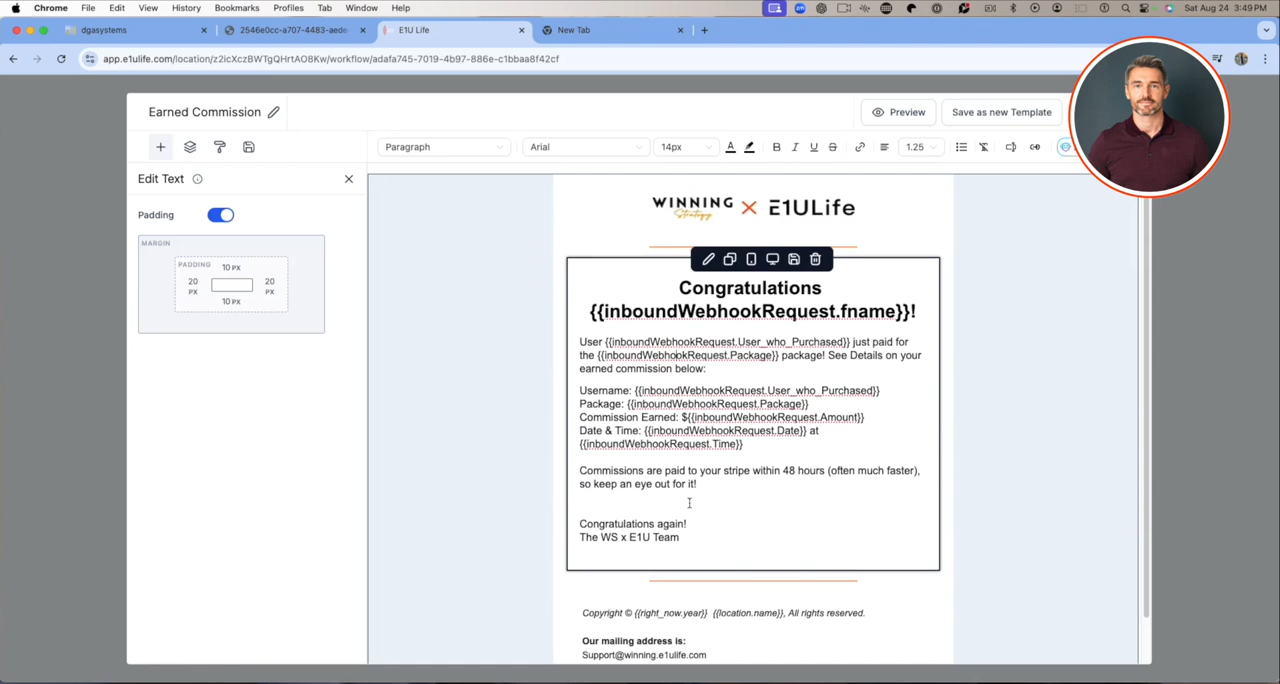 Chrome File Edit View History Bookmarks Profiles Tab Window Help Sat Aug 24 3:49 PM
dgasystems 2546e0cc-a707-4483-aede E1U Life New Tab
app.e1ulife.com/location/z2icXczBWTgQHrtAO8Kw/workflow/adafa745-7019-4b97-886e-c1bbaa8f42cf
Earned Commission Preview Save as new Template
Paragraph Arial 14px A B I U S 1.25
Edit Text
Padding
MARGIN
PADDING 10 PX
20 PX 20 PX
10 PX
WINNING Strategy X E1ULife
Congratulations
{{inboundWebhookRequest.fname}}!
User {{inboundWebhookRequest.User_who_Purchased}} just paid for
the {{inboundWebhookRequest.Package}} package! See Details on your
earned commission below:
Username: {{inboundWebhookRequest.User_who_Purchased}}
Package: {{inboundWebhookRequest.Package}}
Commission Earned: ${{inboundWebhookRequest.Amount}}
Date & Time: {{inboundWebhookRequest.Date}} at
{{inboundWebhookRequest.Time}}
Commissions are paid to your stripe within 48 hours (often much faster),
so keep an eye out for it!
Congratulations again!
The WS x E1U Team
Copyright © {{right_now.year}} {{location.name}}, All rights reserved.
Our mailing address is:
Support@winning.e1ulife.com